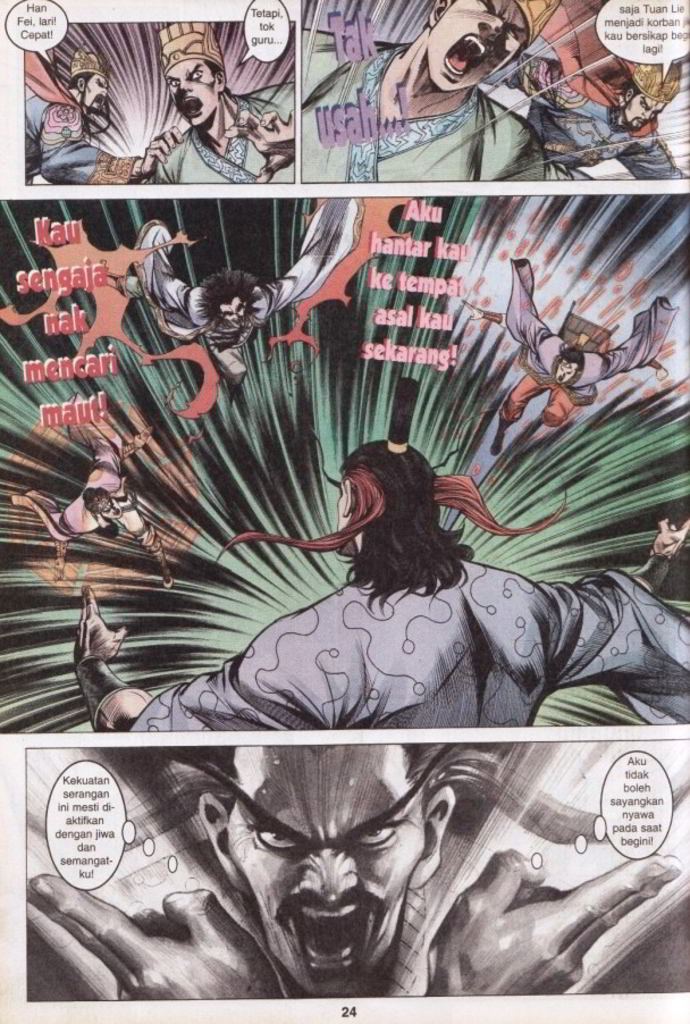 Han
Fei, lari!
Cepat!
Tetapi,
tok
guru...
Tak
usah...!
saja Tuan Lie
menjadi korban
kau bersikap
lagi!
Kau
sengaja
nak
mencari
maut!
Aku
hantar kau
ke tempat
asal kau
sekarang!
Kekuatan
serangan
ini mesti di-
aktifkan
dengan jiwa
dan
semangat-
ku!
Aku
tidak
boleh
sayangkan
nyawa
pada saat
begini!
24